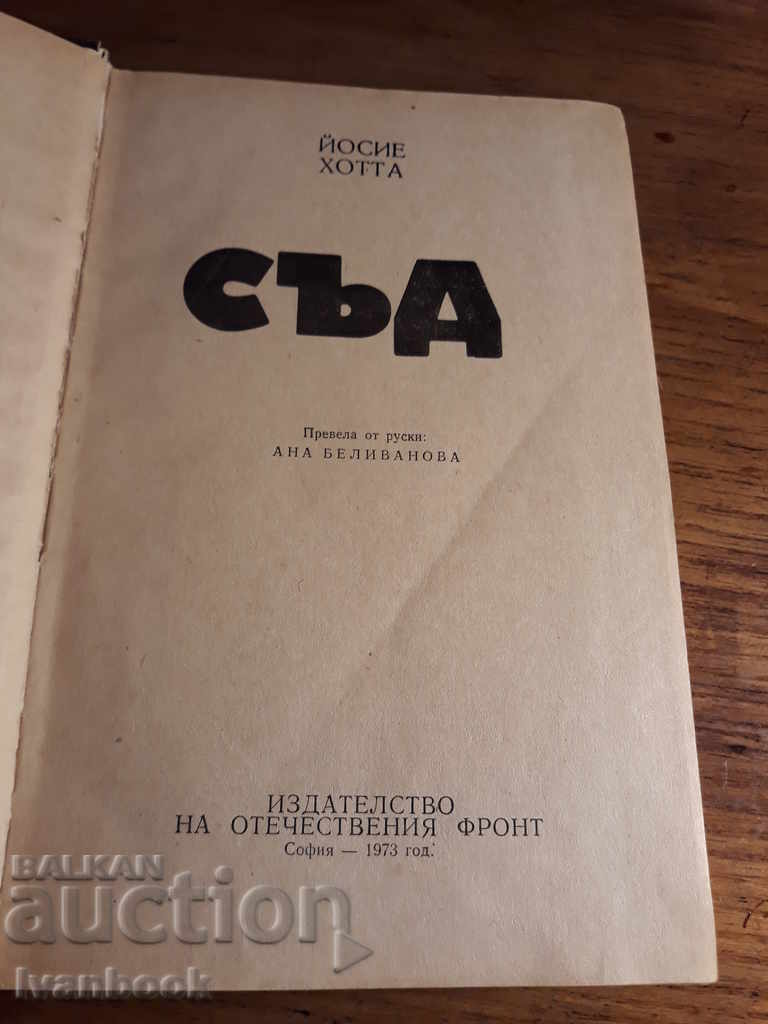 ЙОСИЕ
ХОТТА
СЪД
Превела от руски:
АНА БЕЛИВАНОВА
ИЗДАТЕЛСТВО
НА ОТЕЧЕСТВЕНИЯ ФРОНТ
София — 1973 год.
BALKAN
auction
Ivanbook